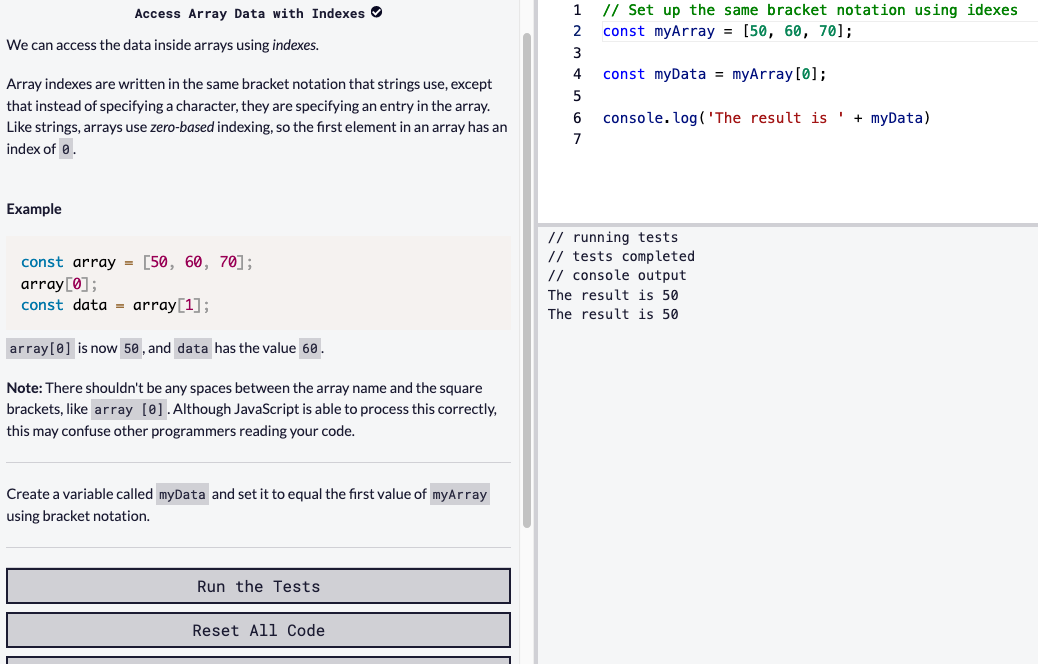 Access Array Data with Indexes
We can access the data inside arrays using indexes.
Array indexes are written in the same bracket notation that strings use, except
that instead of specifying a character, they are specifying an entry in the array.
Like strings, arrays use zero-based indexing, so the first element in an array has an
index of 0.
Example
const array = [50, 60, 70];
array[0];
const data = array[1];
array[0] is now 50, and data has the value 60.
Note: There shouldn't be any spaces between the array name and the square
brackets, like array [0]. Although JavaScript is able to process this correctly,
this may confuse other programmers reading your code.
Create a variable called myData and set it to equal the first value of myArray
using bracket notation.
Run the Tests
Reset All Code
1 // Set up the same bracket notation using idexes
2 const myArray = [50, 60, 70];
3
4 const myData = myArray[0];
5
6 console.log('The result is ' + myData)
7
// running tests
// tests completed
// console output
The result is 50
The result is 50